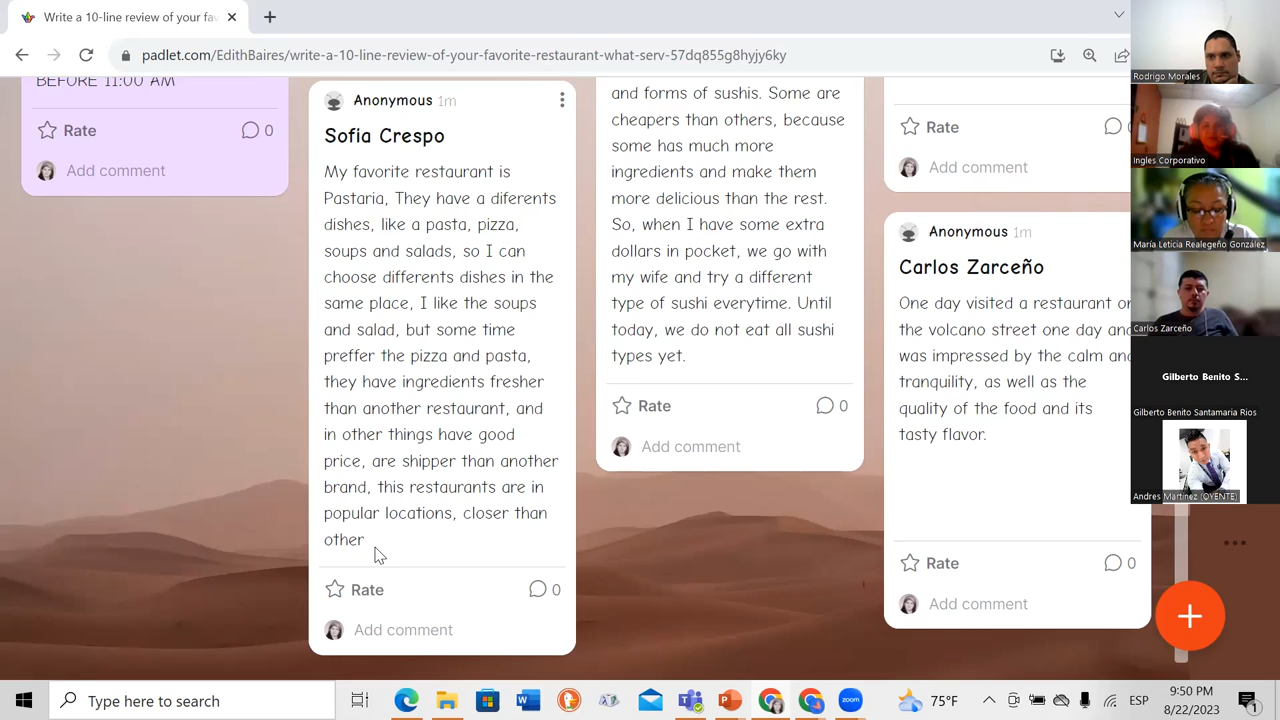 Write a 10-line review of your fav
padlet.com/EdithBaires/write-a-10-line-review-of-your-favorite-restaurant-what-serv-57dq855g8hyjy6ky
BEFORE 11:00 AM
Rate
0
Add comment
Anonymous 1m
Sofia Crespo
My favorite restaurant is
Pastaria, They have a diferents
dishes, like a pasta, pizza,
soups and salads, so I can
choose differents dishes in the
same place, I like the soups
and salad, but some time
preffer the pizza and pasta,
they have ingredients fresher
than another restaurant, and
in other things have good
price, are shipper than another
brand, this restaurants are in
popular locations, closer than
other
Rate
0
Add comment
and forms of sushis. Some are
cheapers than others, because
some has much more
ingredients and make them
more delicious than the rest.
So, when I have some extra
dollars in pocket, we go with
my wife and try a different
type of sushi everytime. Until
today, we do not eat all sushi
types yet.
Rate
0
Add comment
Rate
Add comment
Anonymous 1m
Carlos Zarceño
One day visited a restaurant on
the volcano street one day and
was impressed by the calm and
tranquility, as well as the
quality of the food and its
tasty flavor.
Rate
0
Add comment
Rodrigo Morales
Ingles Corporativo
María Leticia Realegeño González
Carlos Zarceño
Gilberto Benito S...
Gilberto Benito Santamaria Rios
Andres Martinez (OYENTE)
Type here to search
75°F
ESP
9:50 PM
8/22/2023
1